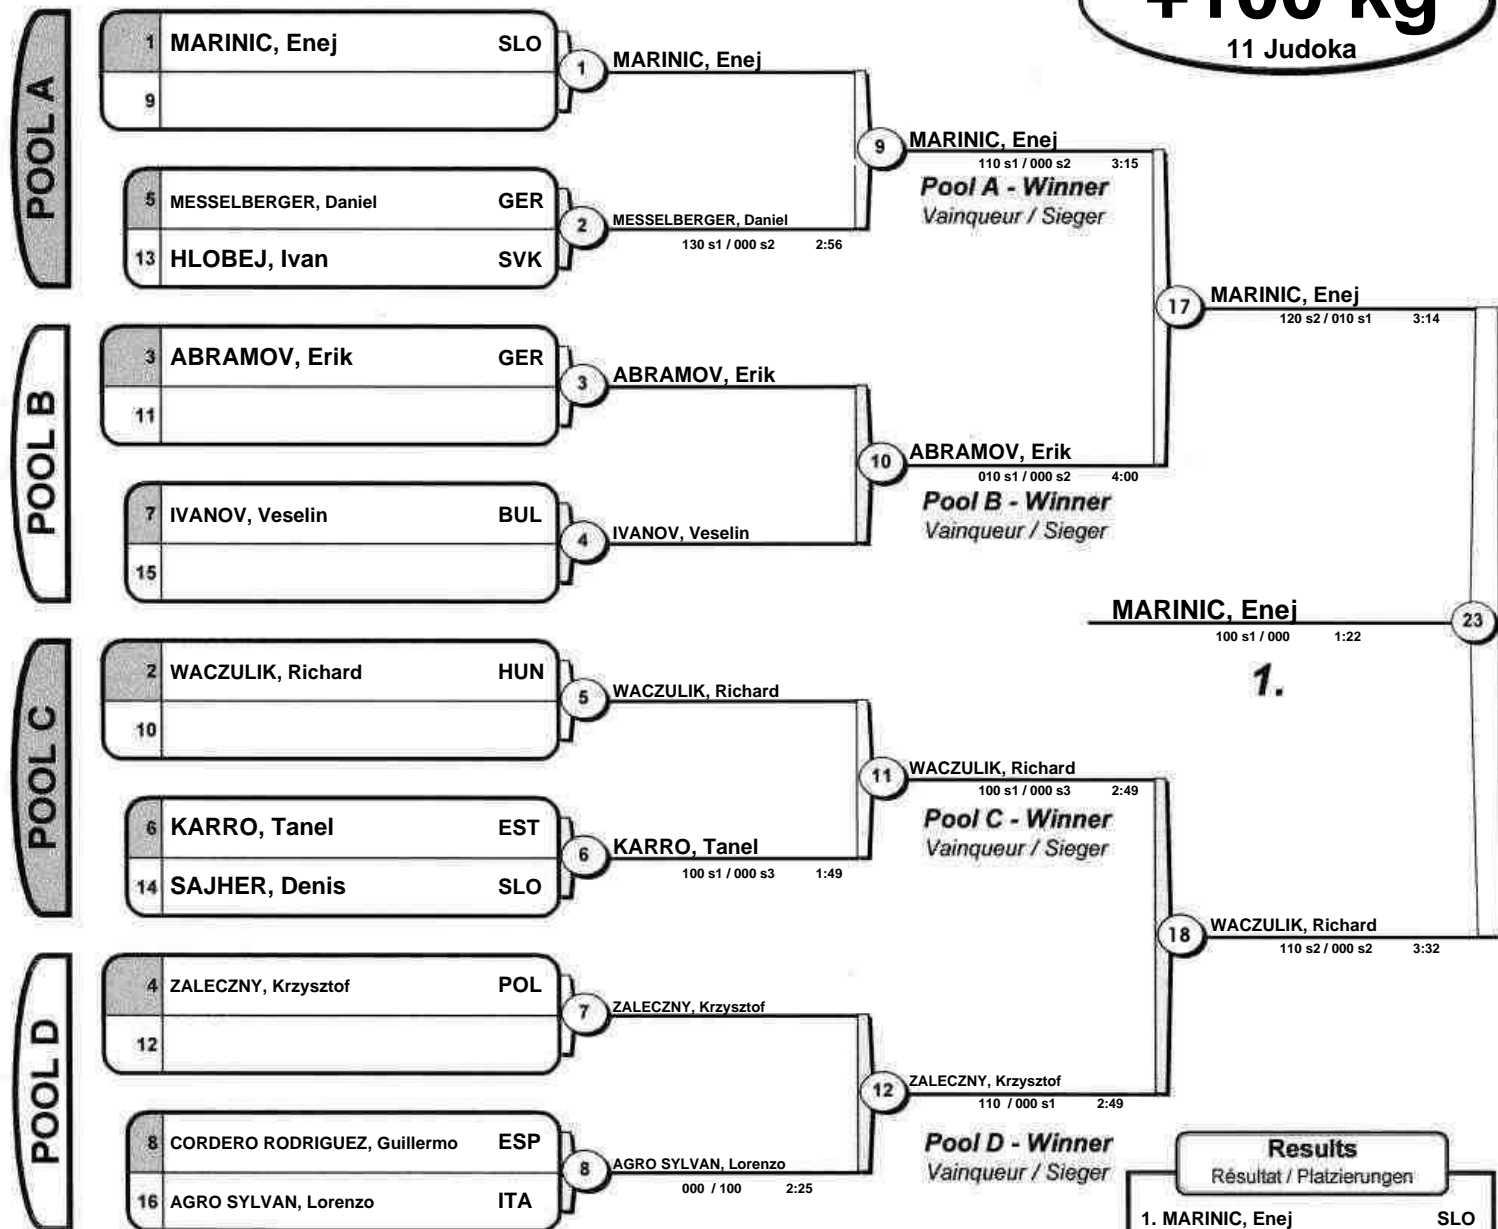 +100 kg
11 Judoka
POOL A
1 MARINIC, Enej SLO
9
1 MARINIC, Enej
5 MESSELBERGER, Daniel GER
13 HLOBEJ, Ivan SVK
2 MESSELBERGER, Daniel
130 s1 / 000 s2 2:56
9 MARINIC, Enej
110 s1 / 000 s2 3:15
Pool A - Winner
Vainqueur / Sieger
POOL B
3 ABRAMOV, Erik GER
11
3 ABRAMOV, Erik
7 IVANOV, Veselin BUL
15
4 IVANOV, Veselin
10 ABRAMOV, Erik
010 s1 / 000 s2 4:00
Pool B - Winner
Vainqueur / Sieger
17 MARINIC, Enej
120 s2 / 010 s1 3:14
MARINIC, Enej 23
100 s1 / 000 1:22
1.
POOL C
2 WACZULIK, Richard HUN
10
5 WACZULIK, Richard
6 KARRO, Tanel EST
14 SAJHER, Denis SLO
6 KARRO, Tanel
100 s1 / 000 s3 1:49
11 WACZULIK, Richard
100 s1 / 000 s3 2:49
Pool C - Winner
Vainqueur / Sieger
POOL D
4 ZALECZNY, Krzysztof POL
12
7 ZALECZNY, Krzysztof
8 CORDERO RODRIGUEZ, Guillermo ESP
16 AGRO SYLVAN, Lorenzo ITA
8 AGRO SYLVAN, Lorenzo
000 / 100 2:25
12 ZALECZNY, Krzysztof
110 / 000 s1 2:49
Pool D - Winner
Vainqueur / Sieger
18 WACZULIK, Richard
110 s2 / 000 s2 3:32
Results
Résultat / Platzierungen
1. MARINIC, Enej SLO